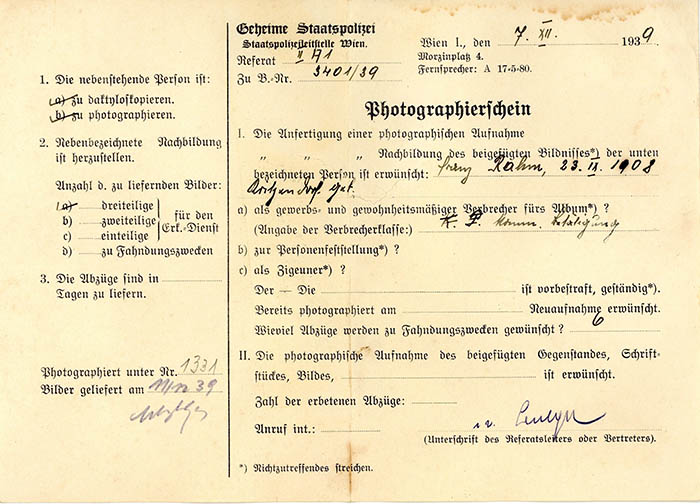 Geheime Staatspolizei
Staatspolizeileitstelle Wien.
Referat II A1
Zu B.-Nr. 3401/39
Wien I., den 7. XII. 1939
Morzinplatz 4.
Fernsprecher: A 17-5-80.
1. Die nebenstehende Person ist:
a) zu daktyloskopieren.
b) zu photographieren.
2. Nebenbezeichnete Nachbildung
ist herzustellen.
Anzahl d. zu liefernden Bilder:
a) dreiteilige
b) zweiteilige
c) einteilige
für den
Erk.-Dienst
d) zu Fahndungszwecken
3. Die Abzüge sind in
Tagen zu liefern.
Photographiert unter Nr. 1331
Bilder geliefert am 39
Photographierschein
I. Die Anfertigung einer photographischen Aufnahme
" " " Nachbildung des beigefügten Bildnisses*) der unten
bezeichneten Person ist erwünscht: Franz Rahm, 23. IX. 1908
geb.
a) als gewerbs- und gewohnheitsmäßiger Verbrecher fürs Album*) ?
(Angabe der Verbrecherklasse:) K. P. komm. Betätigung
b) zur Personenfeststellung*) ?
c) als Zigeuner*) ?
Der — Die ist vorbestraft, geständig*).
Bereits photographiert am Neuaufnahme erwünscht.
Wieviel Abzüge werden zu Fahndungszwecken gewünscht ? 6
II. Die photographische Aufnahme des beigefügten Gegenstandes, Schrift-
stückes, Bildes, ist erwünscht.
Zahl der erbetenen Abzüge:
Anruf int.: i. v.
(Unterschrift des Referatsleiters oder Vertreters).
*) Nichtzutreffendes streichen.